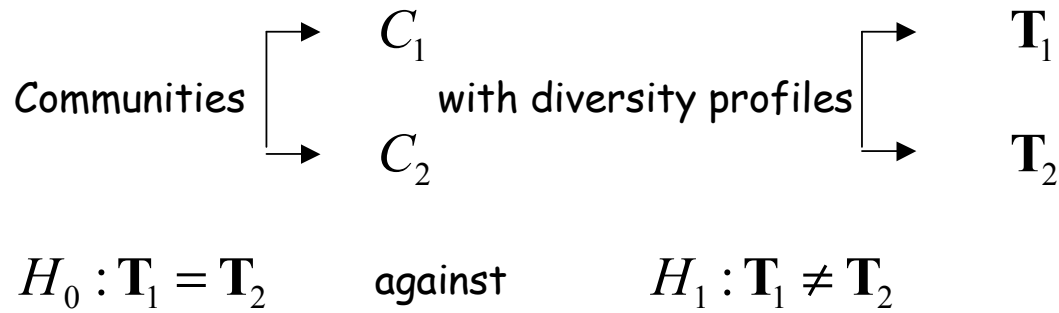 C₁ T₁
Communities with diversity profiles
C₂ T₂
H₀ : T₁ = T₂ against H₁ : T₁ ≠ T₂